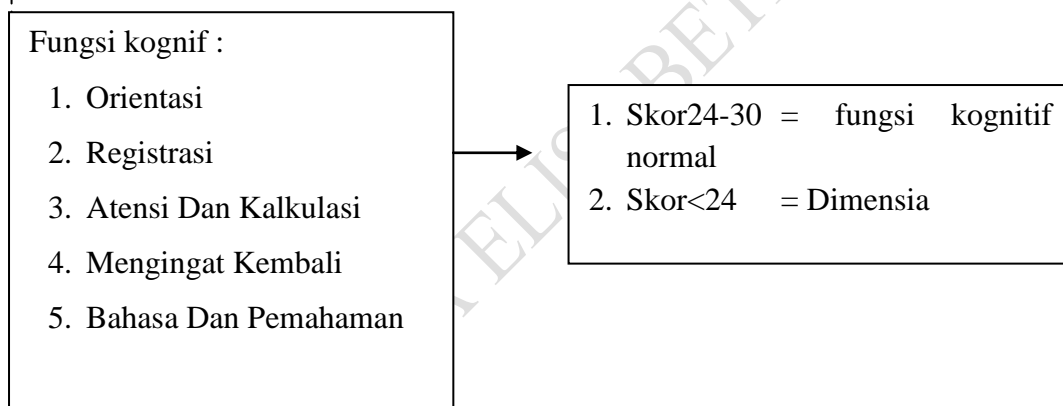 Fungsi kognif :
1. Orientasi
2. Registrasi
3. Atensi Dan Kalkulasi
4. Mengingat Kembali
5. Bahasa Dan Pemahaman
1. Skor24-30 = fungsi kognitif
normal
2. Skor<24 = Dimensia